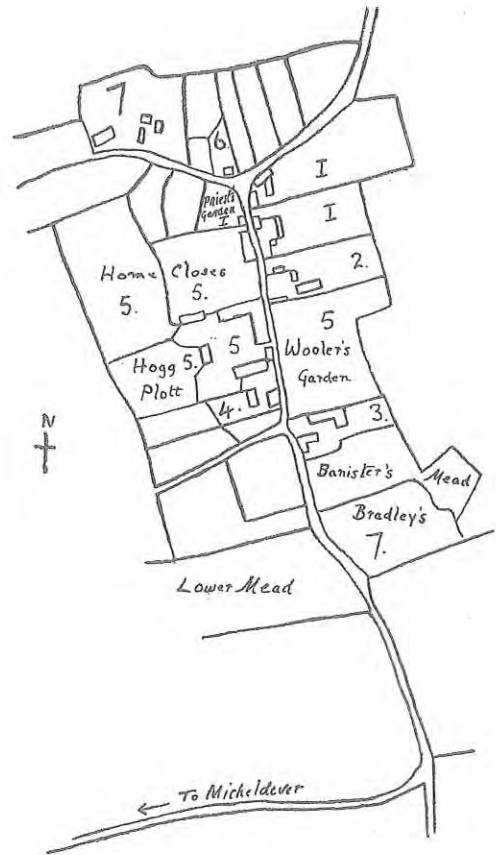 7
6.
I
Priest's
Garden
I
I
Home Closes
5.
5.
2.
5
Wooler's
Garden
5
Hogg
Plott
5.
4.
3.
N
Banister's
Mead
Bradley's
7.
Lower Mead
← To Micheldever